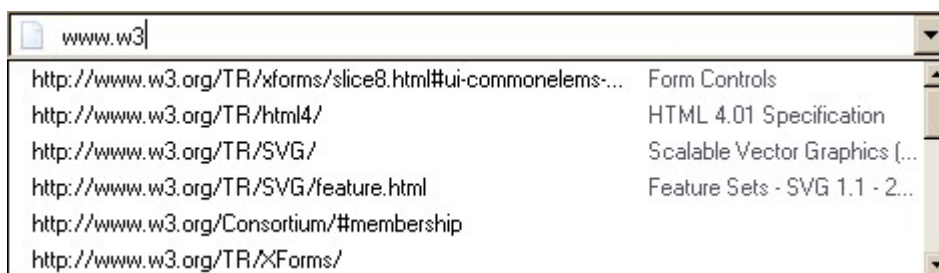 www.w3
http://www.w3.org/TR/xforms/slice8.html#ui-commonelems-... Form Controls
http://www.w3.org/TR/html4/ HTML 4.01 Specification
http://www.w3.org/TR/SVG/ Scalable Vector Graphics (...
http://www.w3.org/TR/SVG/feature.html Feature Sets - SVG 1.1 - 2...
http://www.w3.org/Consortium/#membership
http://www.w3.org/TR/XForms/